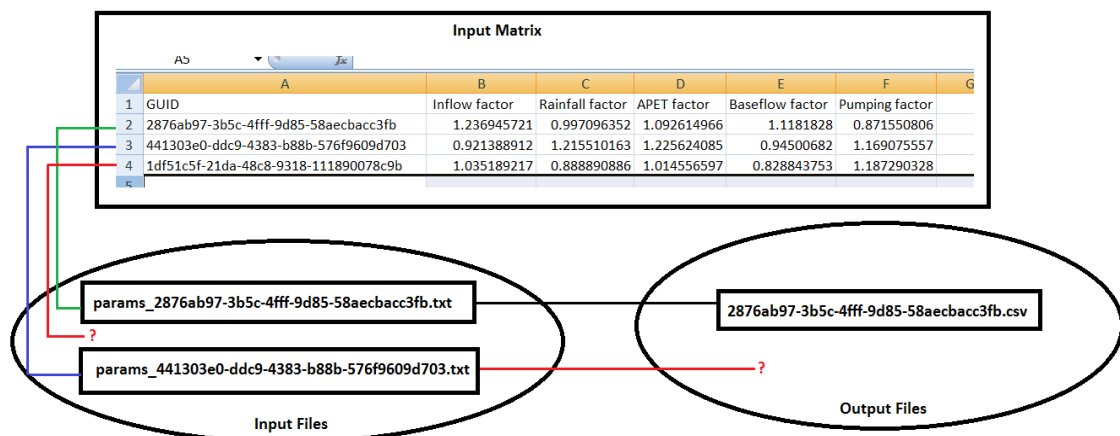 Input Matrix
A5 fx
A B C D E F G
1 GUID Inflow factor Rainfall factor APET factor Baseflow factor Pumping factor
2 2876ab97-3b5c-4fff-9d85-58aecbacc3fb 1.236945721 0.997096352 1.092614966 1.1181828 0.871550806
3 441303e0-ddc9-4383-b88b-576f9609d703 0.921388912 1.215510163 1.225624085 0.94500682 1.169075557
4 1df51c5f-21da-48c8-9318-111890078c9b 1.035189217 0.888890886 1.014556597 0.828843753 1.187290328
5
params_2876ab97-3b5c-4fff-9d85-58aecbacc3fb.txt
2876ab97-3b5c-4fff-9d85-58aecbacc3fb.csv
?
params_441303e0-ddc9-4383-b88b-576f9609d703.txt
?
Input Files
Output Files